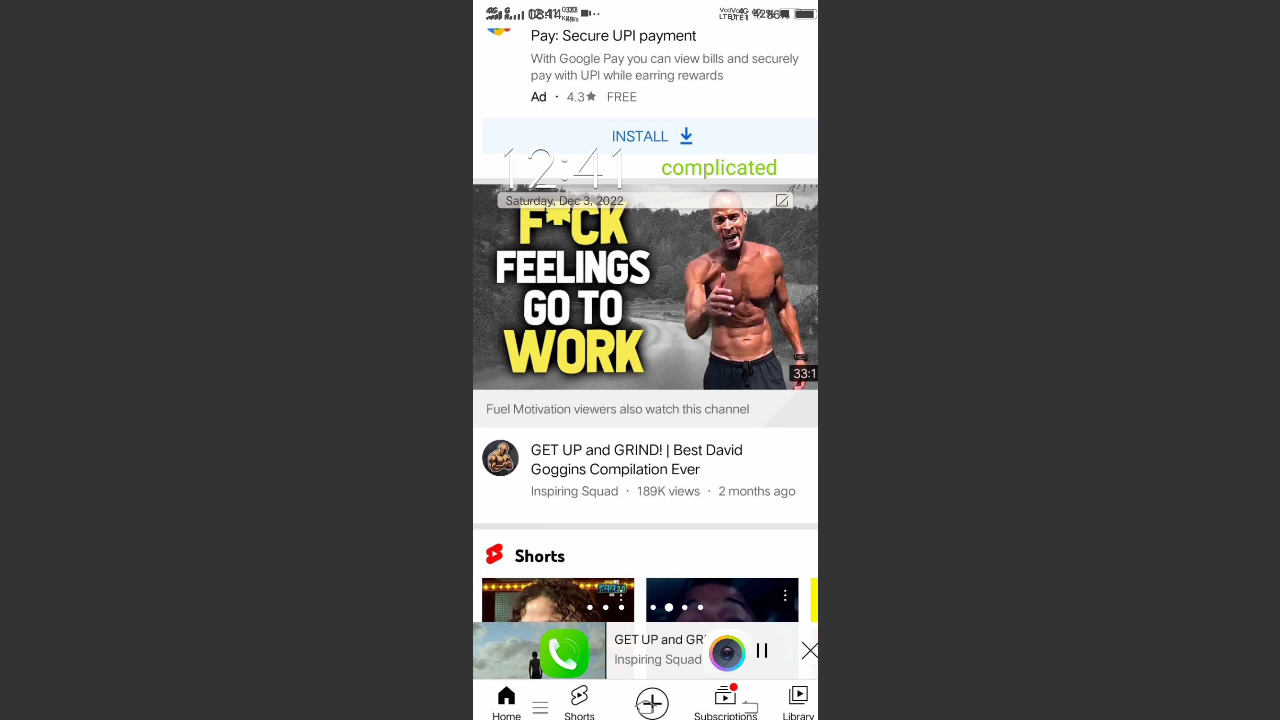 Pay: Secure UPI payment
With Google Pay you can view bills and securely
pay with UPI while earring rewards
Ad · 4.3★ FREE
INSTALL
12:41
complicated
Saturday, Dec 3, 2022
F*CK
FEELINGS
GO TO
WORK
33:1
Fuel Motivation viewers also watch this channel
GET UP and GRIND! | Best David
Goggins Compilation Ever
Inspiring Squad · 189K views · 2 months ago
Shorts
GET UP and GRI
Inspiring Squad
Home
Shorts
Subscriptions
Library